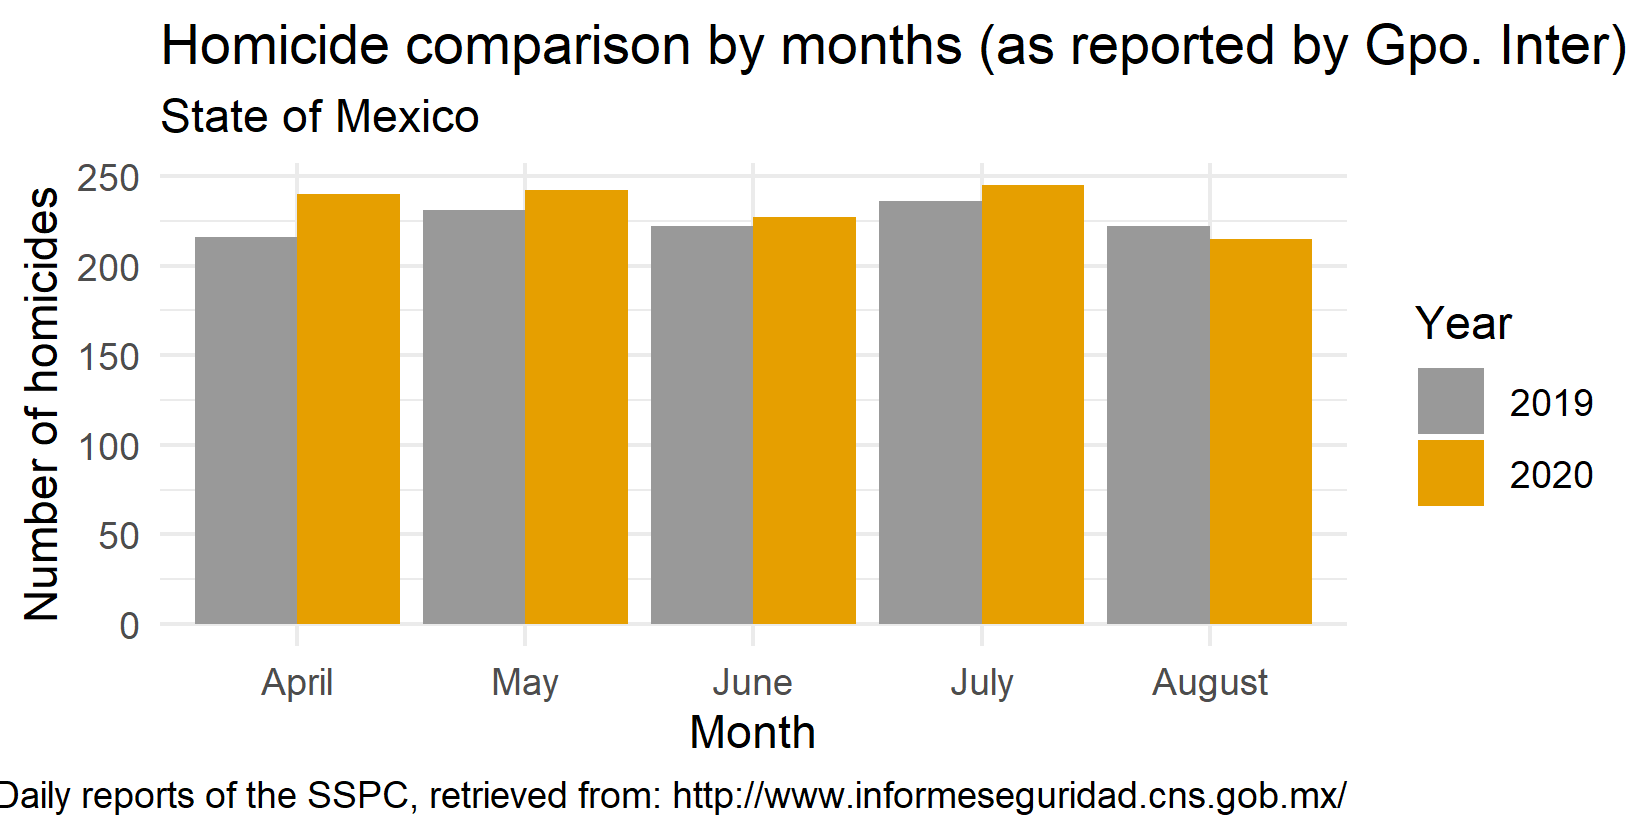 Homicide comparison by months (as reported by Gpo. Inter)
State of Mexico
Number of homicides
250
200
150
100
50
0
April May June July August
Month
Year
2019
2020
Daily reports of the SSPC, retrieved from: http://www.informeseguridad.cns.gob.mx/